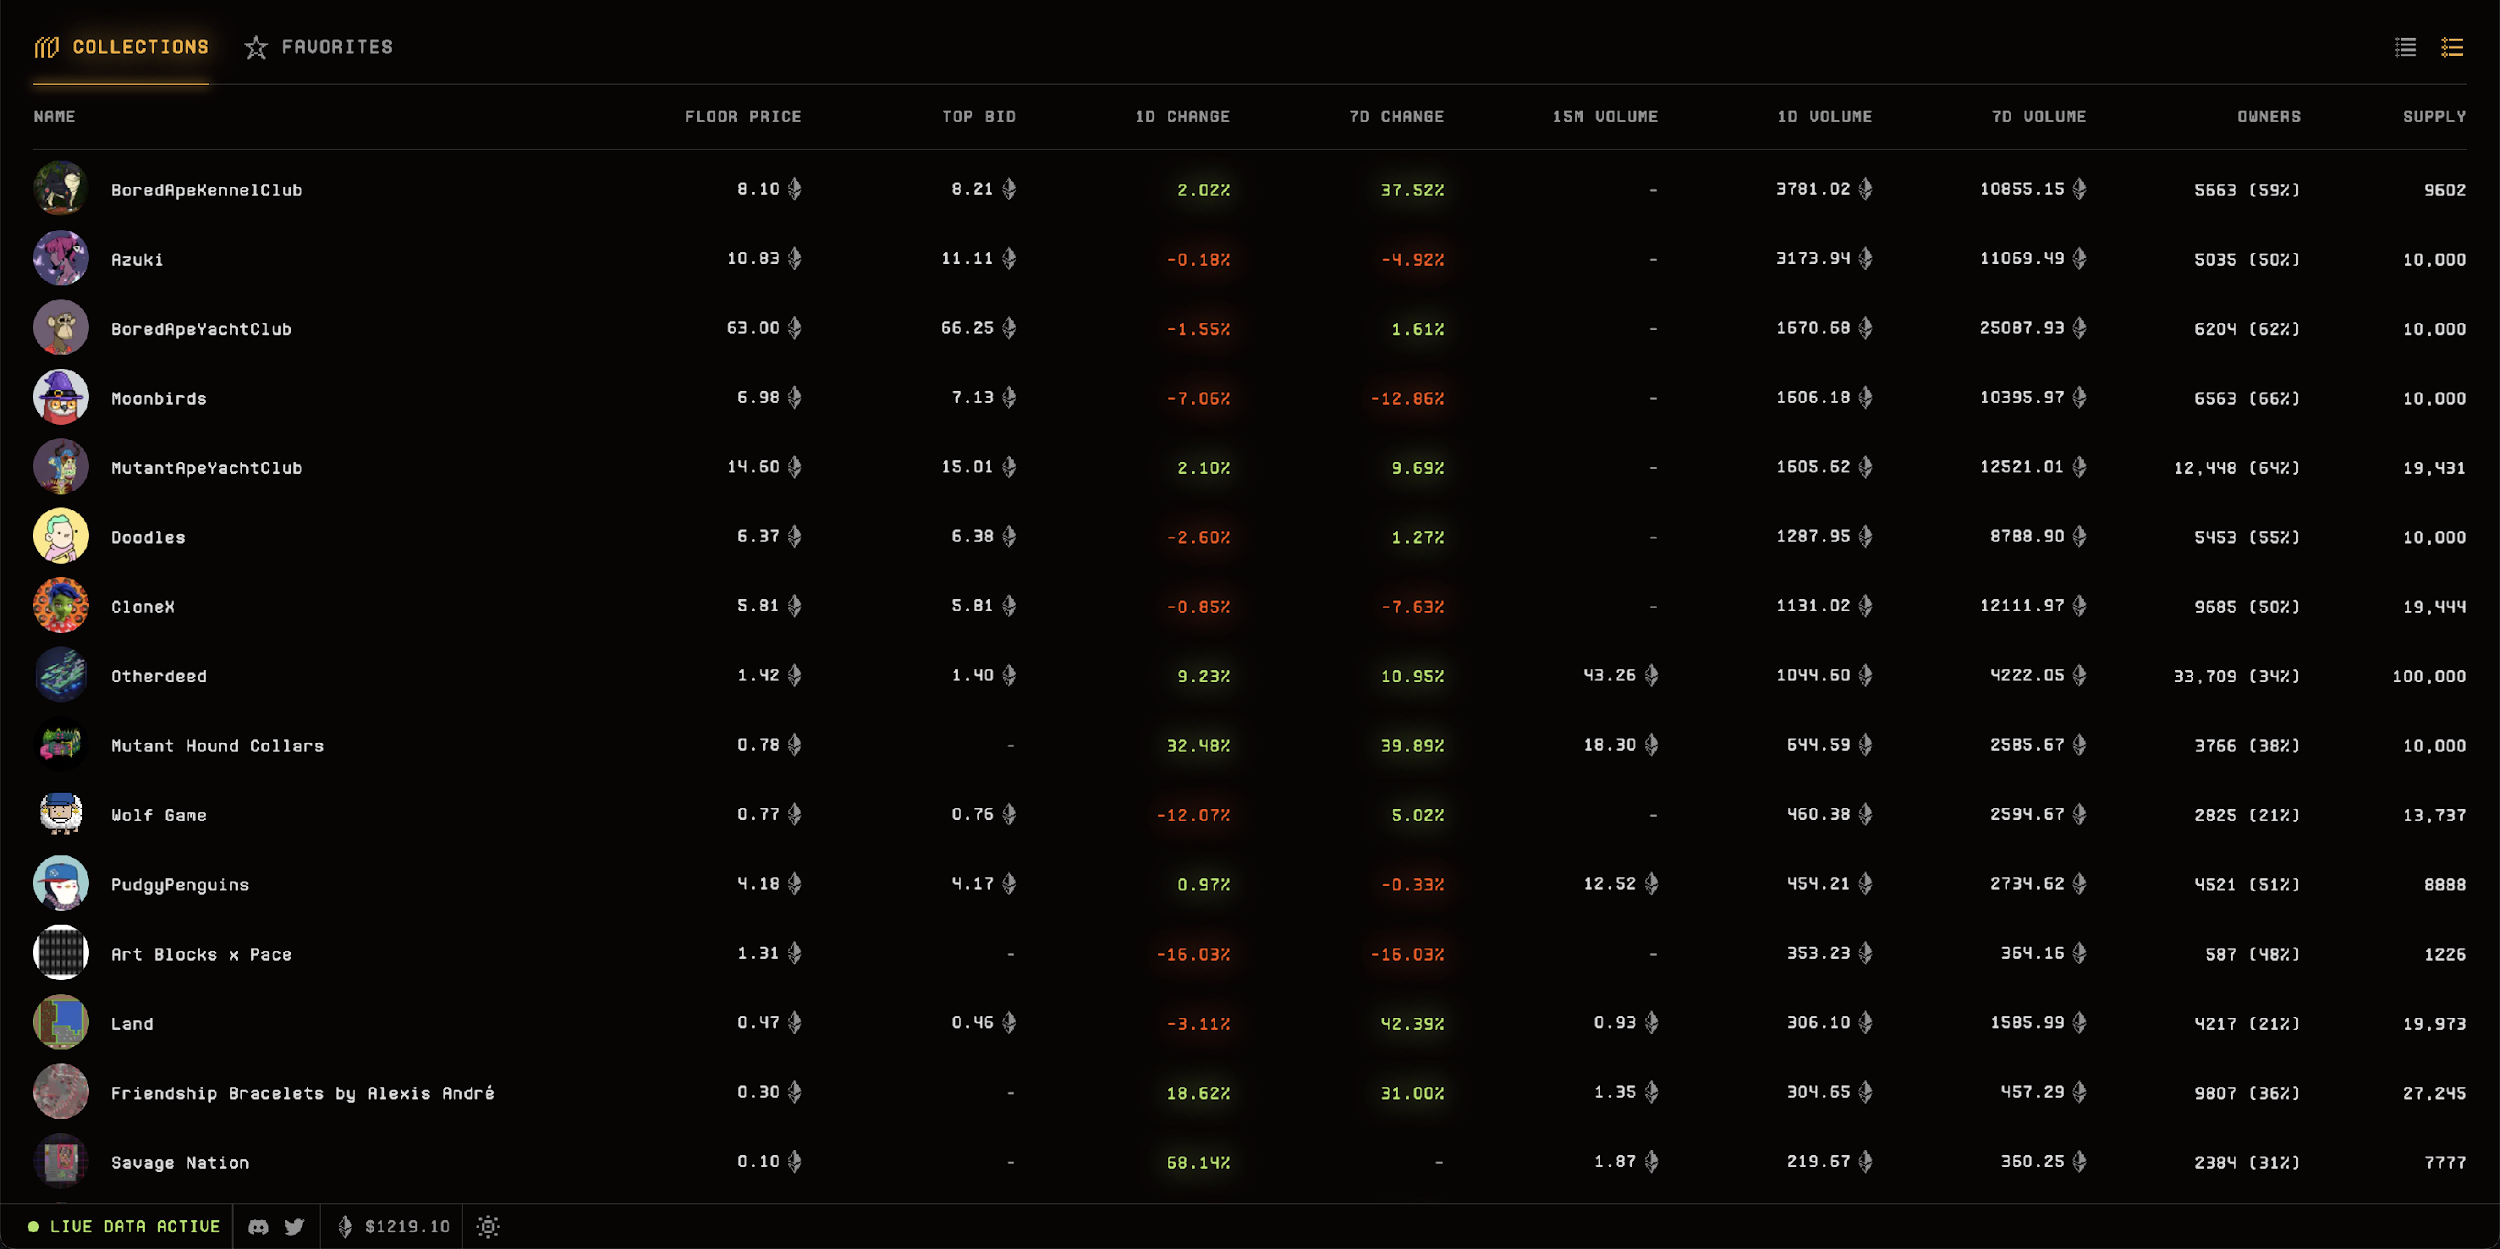 COLLECTIONS FAVORITES
NAME FLOOR PRICE TOP BID 1D CHANGE 7D CHANGE 15M VOLUME 1D VOLUME 7D VOLUME OWNERS SUPPLY
BoredApeKennelClub 8.10 8.21 2.02% 37.52% - 3781.02 10855.15 5663 (59%) 9602
Azuki 10.83 11.11 -0.18% -4.92% - 3173.94 11069.49 5035 (50%) 10,000
BoredApeYachtClub 63.00 66.25 -1.55% 1.61% - 1670.68 25087.93 6204 (62%) 10,000
Moonbirds 6.98 7.13 -7.06% -12.86% - 1606.18 10395.97 6563 (66%) 10,000
MutantApeYachtClub 14.60 15.01 2.10% 9.69% - 1605.62 12521.01 12,448 (64%) 19,431
Doodles 6.37 6.38 -2.60% 1.27% - 1287.95 8788.90 5453 (55%) 10,000
CloneX 5.81 5.81 -0.85% -7.63% - 1131.02 12111.97 9685 (50%) 19,444
Otherdeed 1.42 1.40 9.23% 10.95% 43.26 1044.60 4222.05 33,709 (34%) 100,000
Mutant Hound Collars 0.78 - 32.48% 39.89% 18.30 644.59 2585.67 3766 (38%) 10,000
Wolf Game 0.77 0.76 -12.07% 5.02% - 460.38 2594.67 2825 (21%) 13,737
PudgyPenguins 4.18 4.17 0.97% -0.33% 12.52 454.21 2734.62 4521 (51%) 8888
Art Blocks x Pace 1.31 - -16.03% -16.03% - 353.23 364.16 587 (48%) 1226
Land 0.47 0.46 -3.11% 42.39% 0.93 306.10 1585.99 4217 (21%) 19,973
Friendship Bracelets by Alexis André 0.30 - 18.62% 31.00% 1.35 304.65 457.29 9807 (36%) 27,245
Savage Nation 0.10 - 68.14% - 1.87 219.67 360.25 2384 (31%) 7777
LIVE DATA ACTIVE $1219.10